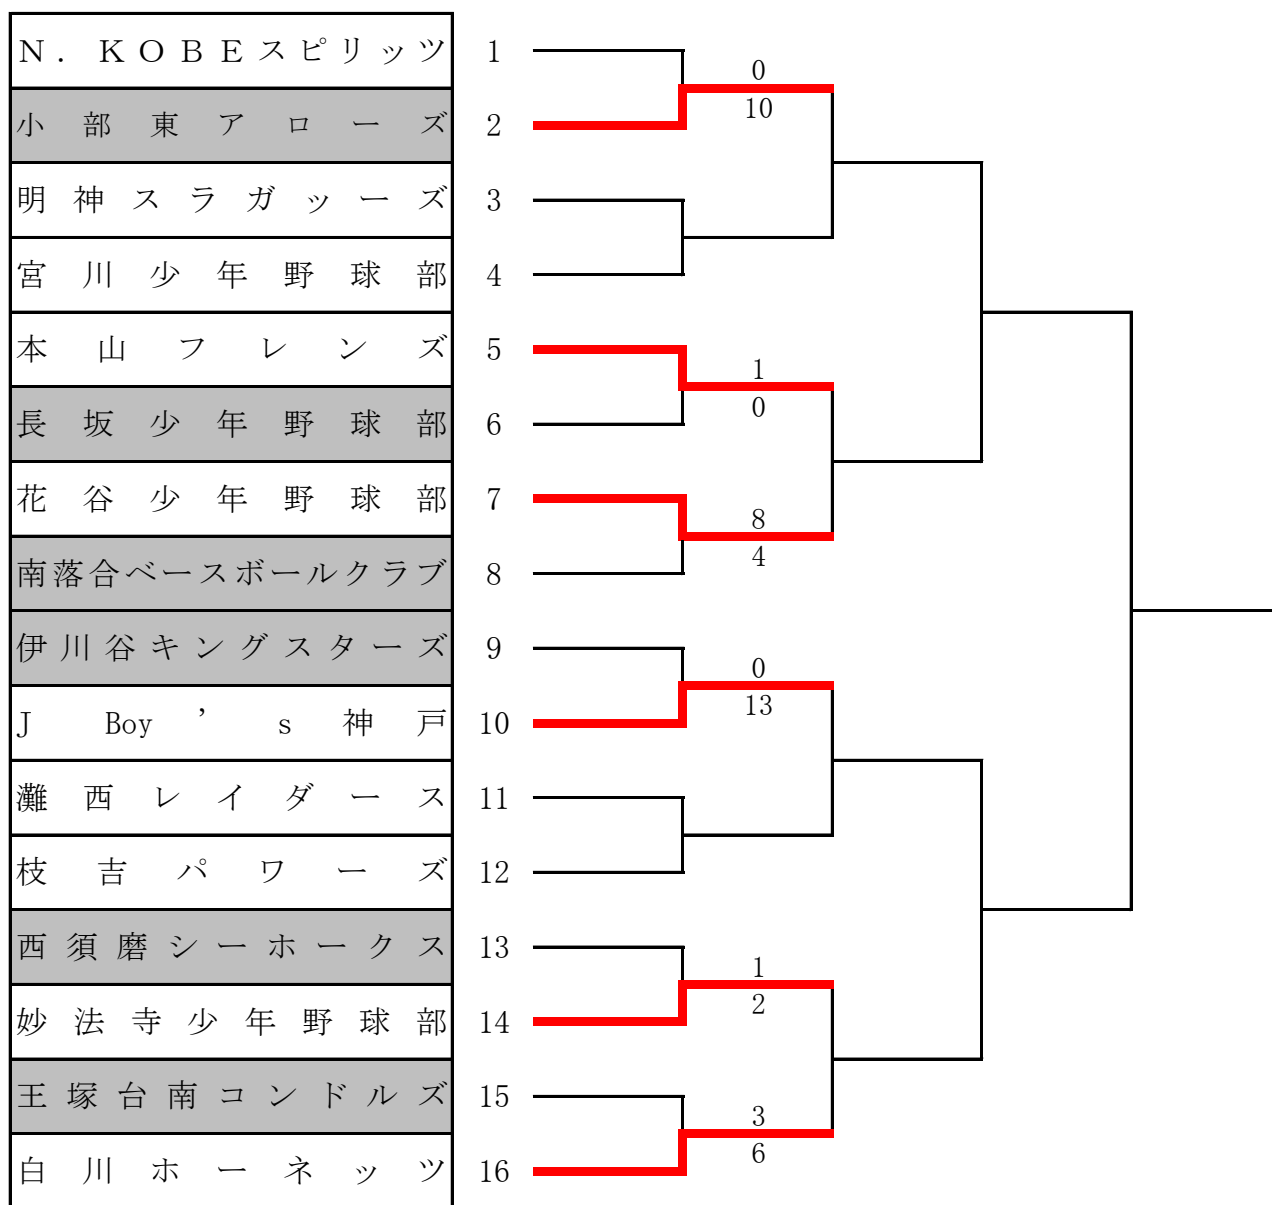 N．KOBEスピリッツ 1
0
小部東アローズ 2
10
明神スラガッーズ 3
宮川少年野球部 4
本山フレンズ 5
1
長坂少年野球部 6
0
花谷少年野球部 7
8
南落合ベースボールクラブ 8
4
伊川谷キングスターズ 9
0
J Boy’s神戸 10
13
灘西レイダース 11
枝吉パワーズ 12
西須磨シーホークス 13
1
妙法寺少年野球部 14
2
王塚台南コンドルズ 15
3
白川ホーネッツ 16
6